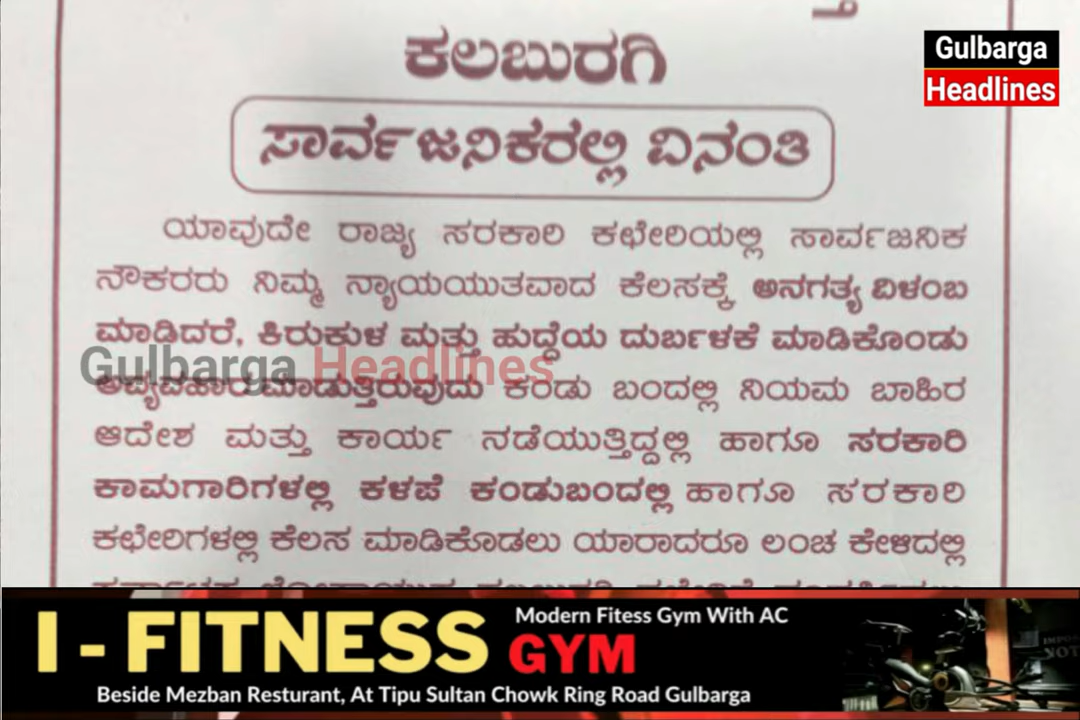 Gulbarga
Headlines
ಕಲಬುರಗಿ
ಸಾರ್ವಜನಿಕರಲ್ಲಿ ವಿನಂತಿ
ಯಾವುದೇ ರಾಜ್ಯ ಸರಕಾರಿ ಕಛೇರಿಯಲ್ಲಿ ಸಾರ್ವಜನಿಕ
ನೌಕರರು ನಿಮ್ಮ ನ್ಯಾಯಯುತವಾದ ಕೆಲಸಕ್ಕೆ ಅನಗತ್ಯ ವಿಳಂಬ
ಮಾಡಿದರೆ, ಕಿರುಕುಳ ಮತ್ತು ಹುದ್ದೆಯ ದುರ್ಬಳಕೆ ಮಾಡಿಕೊಂಡು
Gulbarga Headlines
ಅವ್ಯವಹಾರ ಮಾಡುತ್ತಿರುವುದು ಕಂಡು ಬಂದಲ್ಲಿ ನಿಯಮ ಬಾಹಿರ
ಆದೇಶ ಮತ್ತು ಕಾರ್ಯ ನಡೆಯುತ್ತಿದ್ದಲ್ಲಿ ಹಾಗೂ ಸರಕಾರಿ
ಕಾಮಗಾರಿಗಳಲ್ಲಿ ಕಳಪೆ ಕಂಡುಬಂದಲ್ಲಿ ಹಾಗೂ ಸರಕಾರಿ
ಕಛೇರಿಗಳಲ್ಲಿ ಕೆಲಸ ಮಾಡಿಕೊಡಲು ಯಾರಾದರೂ ಲಂಚ ಕೇಳಿದಲ್ಲಿ
I - FITNESS GYM
Modern Fitess Gym With AC
Beside Mezban Resturant, At Tipu Sultan Chowk Ring Road Gulbarga